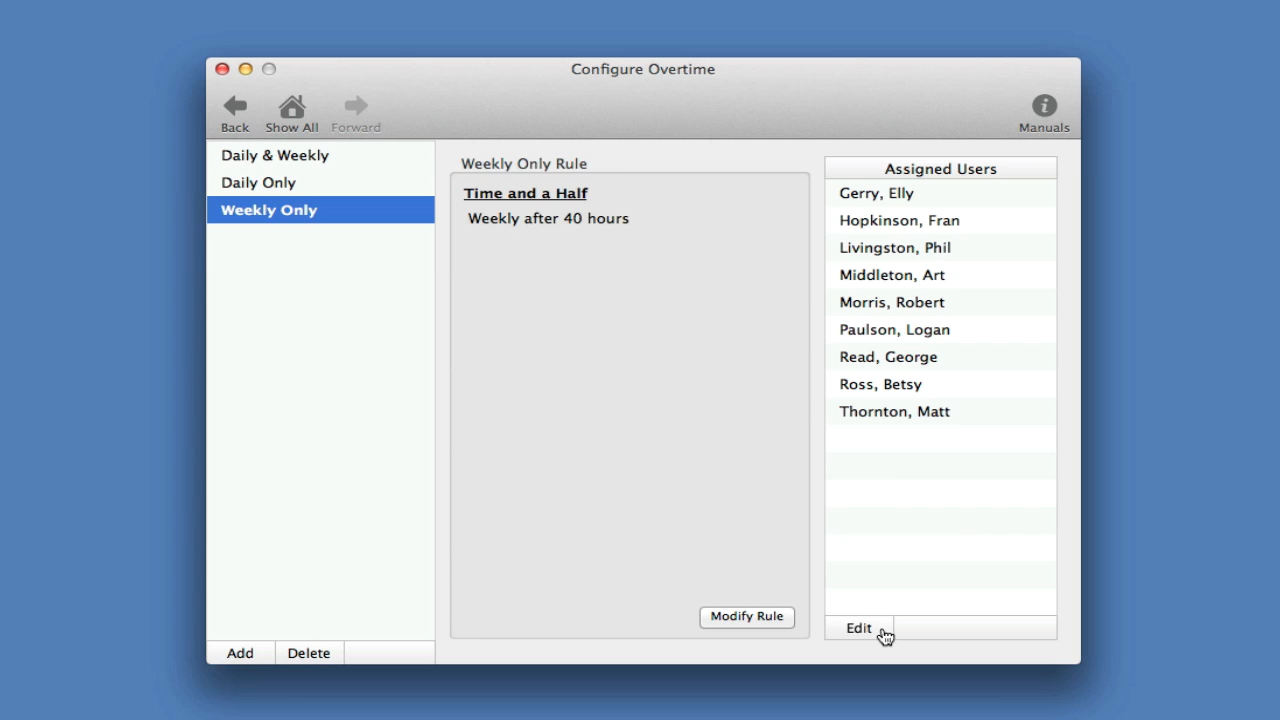 Configure Overtime
Back
Show All
Forward
Manuals
Daily & Weekly
Daily Only
Weekly Only
Add
Delete
Weekly Only Rule
Time and a Half
Weekly after 40 hours
Modify Rule
Assigned Users
Gerry, Elly
Hopkinson, Fran
Livingston, Phil
Middleton, Art
Morris, Robert
Paulson, Logan
Read, George
Ross, Betsy
Thornton, Matt
Edit